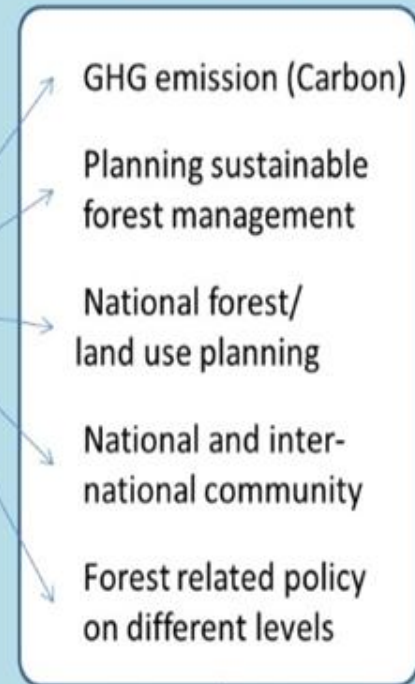 GHG emission (Carbon)
Planning sustainable
forest management
National forest/
land use planning
National and inter-
national community
Forest related policy
on different levels